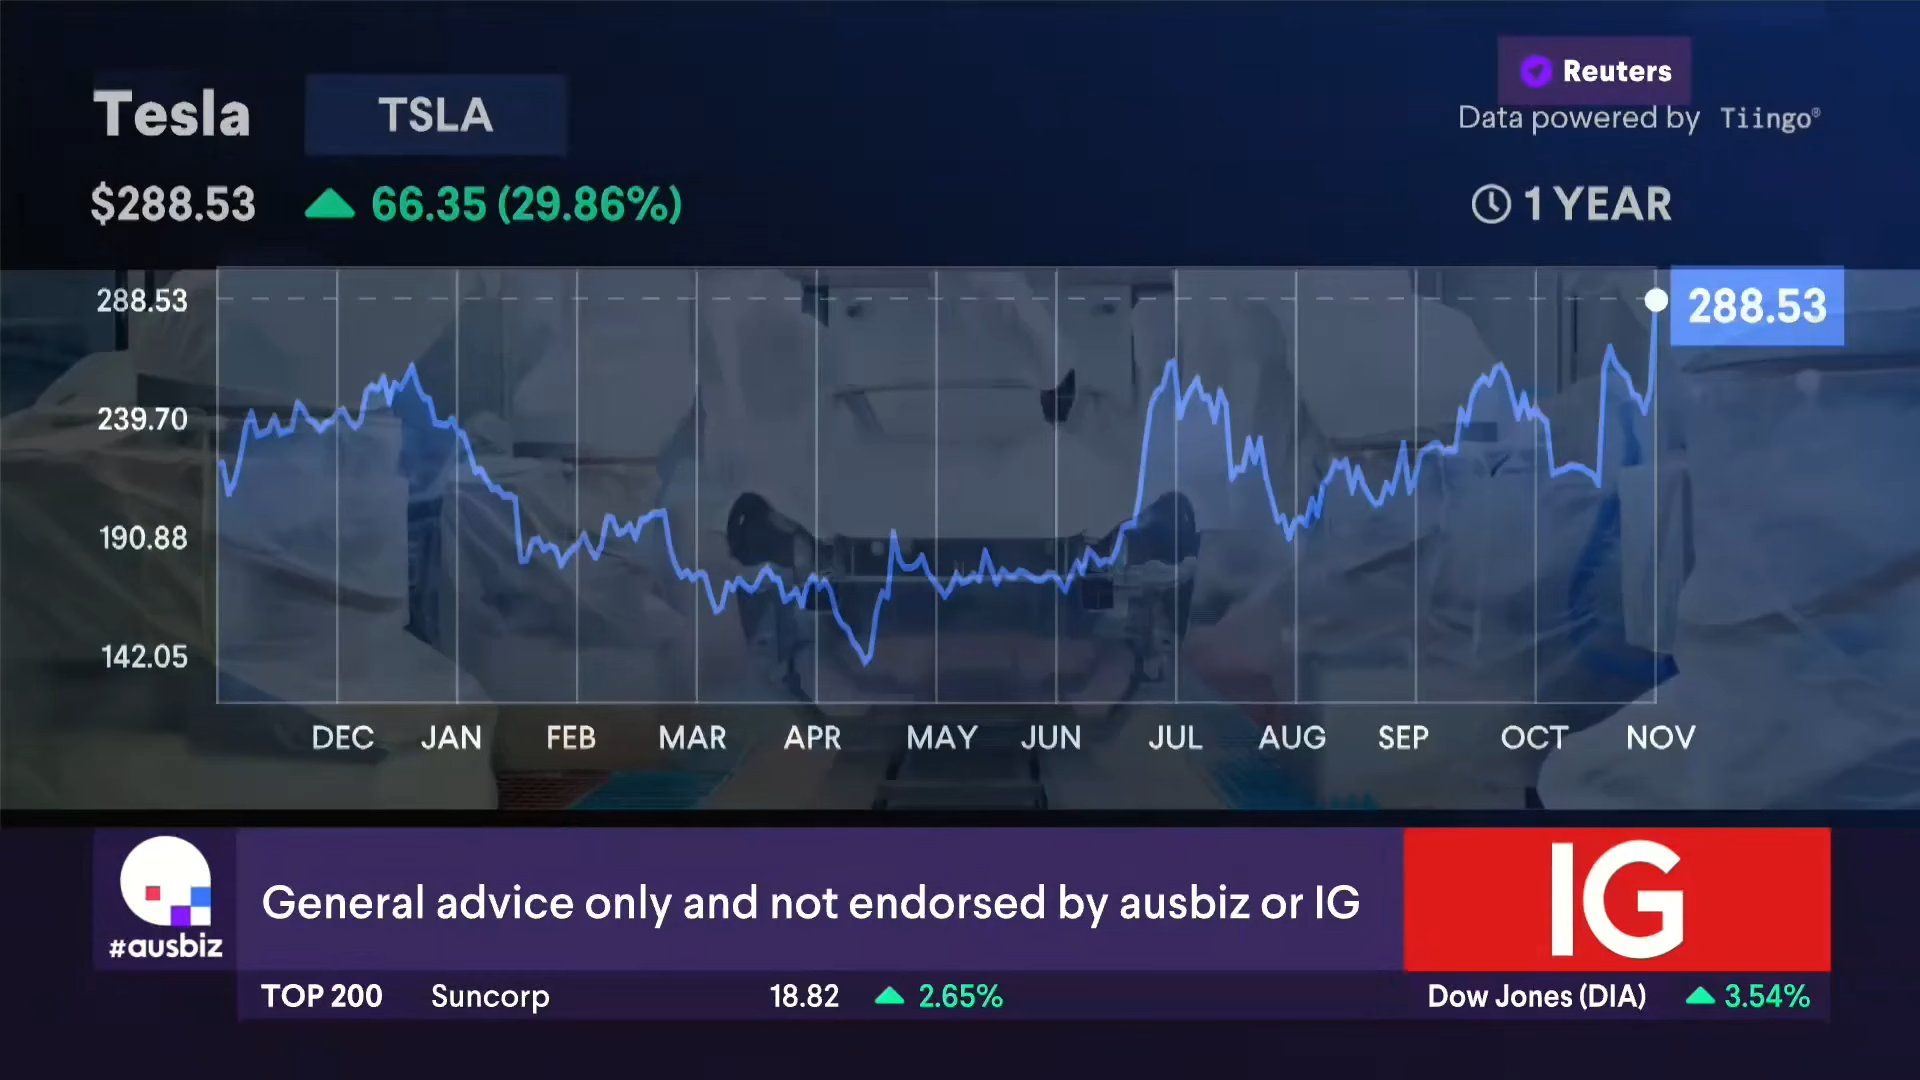 Reuters
Tesla TSLA
Data powered by Tiingo®
$288.53 66.35 (29.86%)
1 YEAR
288.53
288.53
239.70
190.88
142.05
DEC JAN FEB MAR APR MAY JUN JUL AUG SEP OCT NOV
General advice only and not endorsed by ausbiz or IG
IG
#ausbiz
TOP 200 Suncorp 18.82 2.65%
Dow Jones (DIA) 3.54%